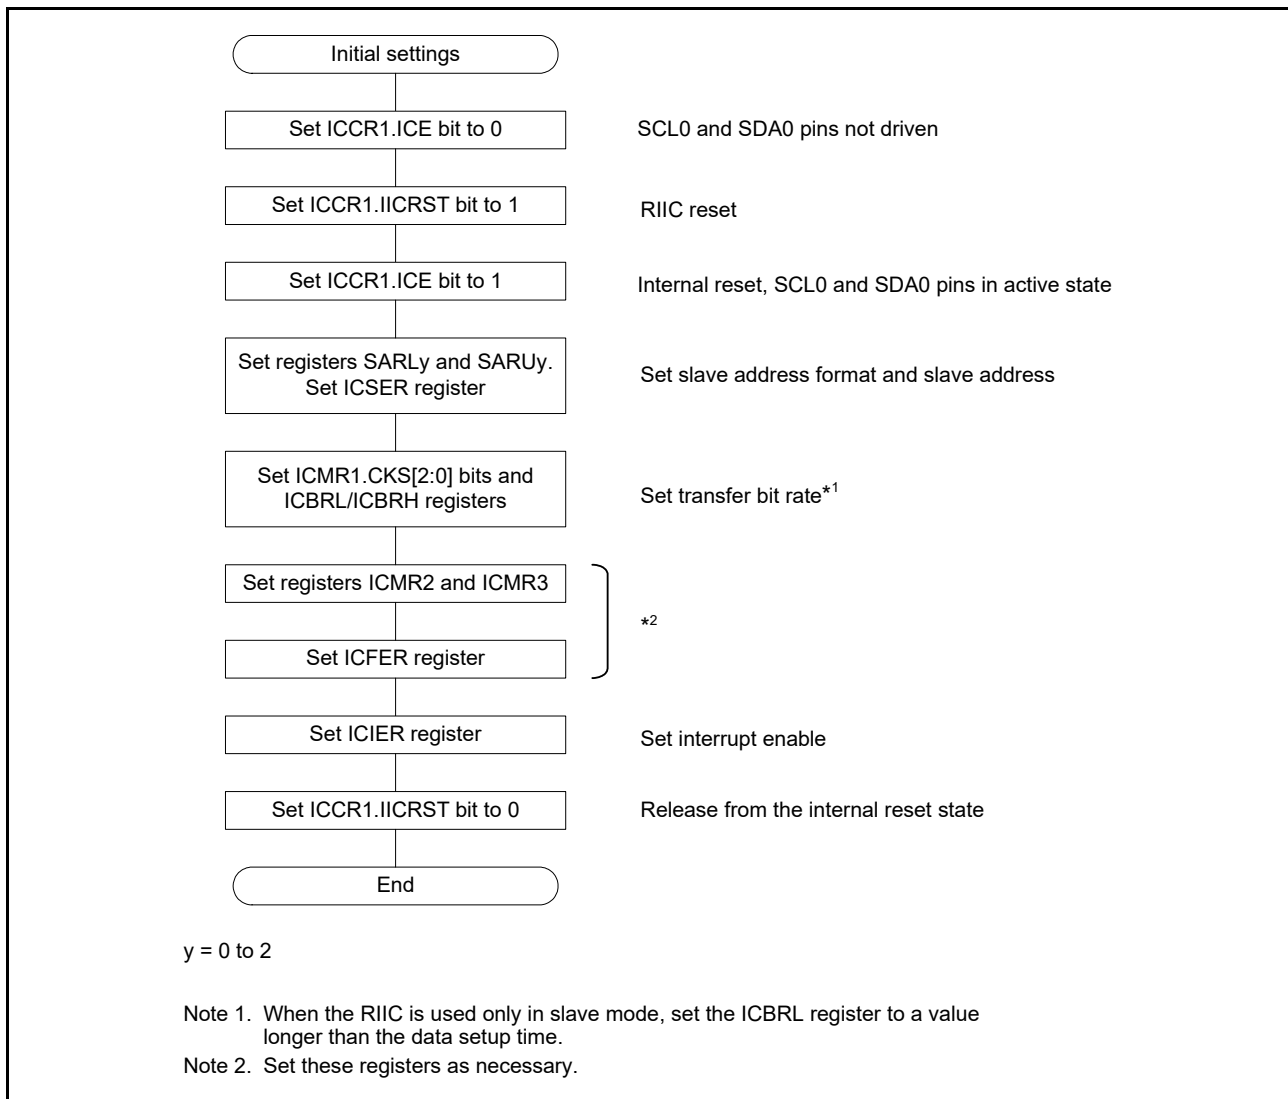 Initial settings
Set ICCR1.ICE bit to 0
SCL0 and SDA0 pins not driven
Set ICCR1.IICRST bit to 1
RIIC reset
Set ICCR1.ICE bit to 1
Internal reset, SCL0 and SDA0 pins in active state
Set registers SARLy and SARUy.
Set ICSER register
Set slave address format and slave address
Set ICMR1.CKS[2:0] bits and
ICBRL/ICBRH registers
Set transfer bit rate*1
Set registers ICMR2 and ICMR3
*2
Set ICFER register
Set ICIER register
Set interrupt enable
Set ICCR1.IICRST bit to 0
Release from the internal reset state
End
y = 0 to 2
Note 1. When the RIIC is used only in slave mode, set the ICBRL register to a value
longer than the data setup time.
Note 2. Set these registers as necessary.